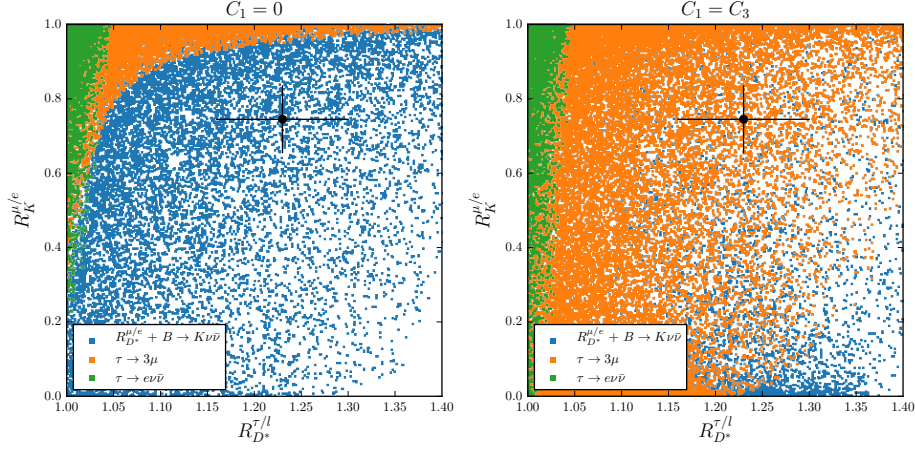 C₁ = 0
1.0
0.8
0.6
0.4
0.2
0.0
R_K^{μ/e}
R_{D*}^{μ/e} + B → Kνν̄
τ → 3μ
τ → eνν̄
1.00 1.05 1.10 1.15 1.20 1.25 1.30 1.35 1.40
R_{D*}^{τ/l}
C₁ = C₃
1.0
0.8
0.6
0.4
0.2
0.0
R_K^{μ/e}
R_{D*}^{μ/e} + B → Kνν̄
τ → 3μ
τ → eνν̄
1.00 1.05 1.10 1.15 1.20 1.25 1.30 1.35 1.40
R_{D*}^{τ/l}